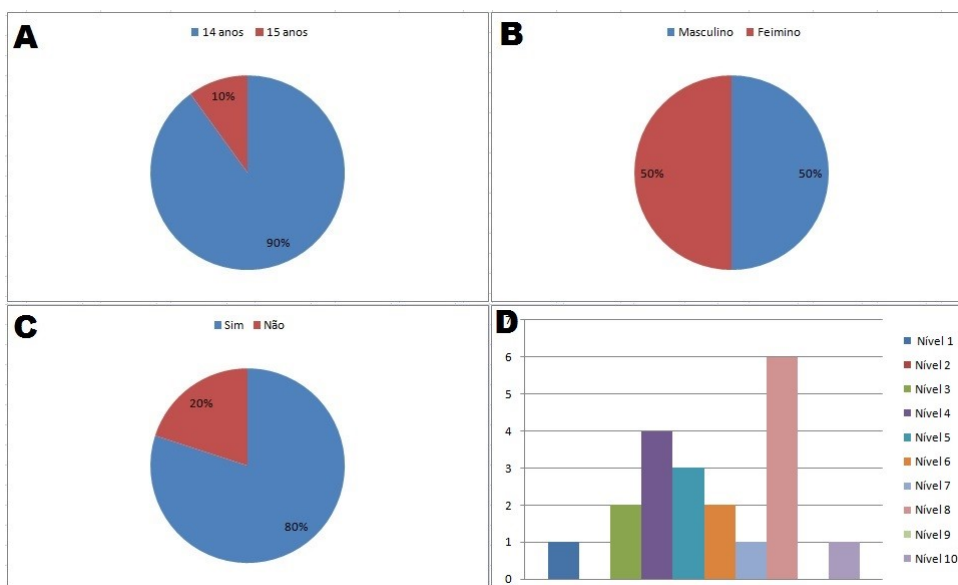 A
14 anos 15 anos
10%
90%
B
Masculino Feimino
50% 50%
C
Sim Não
20%
80%
D
7
6
5
4
3
2
1
0
Nível 1
Nível 2
Nível 3
Nível 4
Nível 5
Nível 6
Nível 7
Nível 8
Nível 9
Nível 10